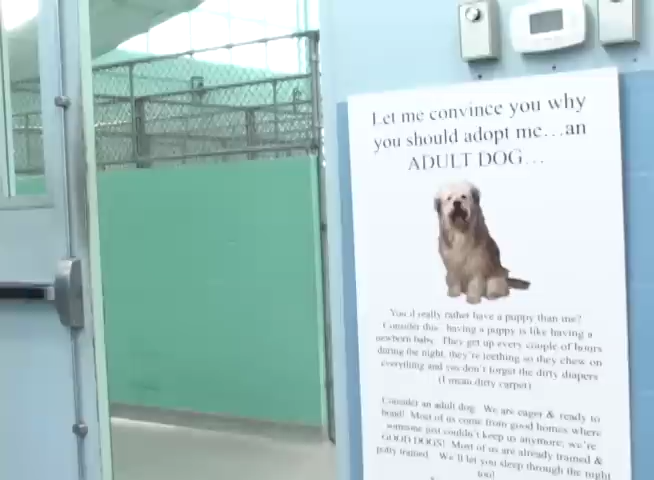 Let me convince you why
you should adopt me...an
ADULT DOG...
You'd really rather have a puppy than me?
Consider this: having a puppy is like having a
newborn baby. They get up every couple of hours
during the night, they're teething so they chew on
everything and you don't forget the dirty diapers
(I mean dirty carpet)
Consider an adult dog. We are eager & ready to
bond! Most of us come from good homes where
someone just couldn't keep us anymore, we're
GOOD DOGS! Most of us are already trained &
potty trained. We'll let you sleep through the night
too!